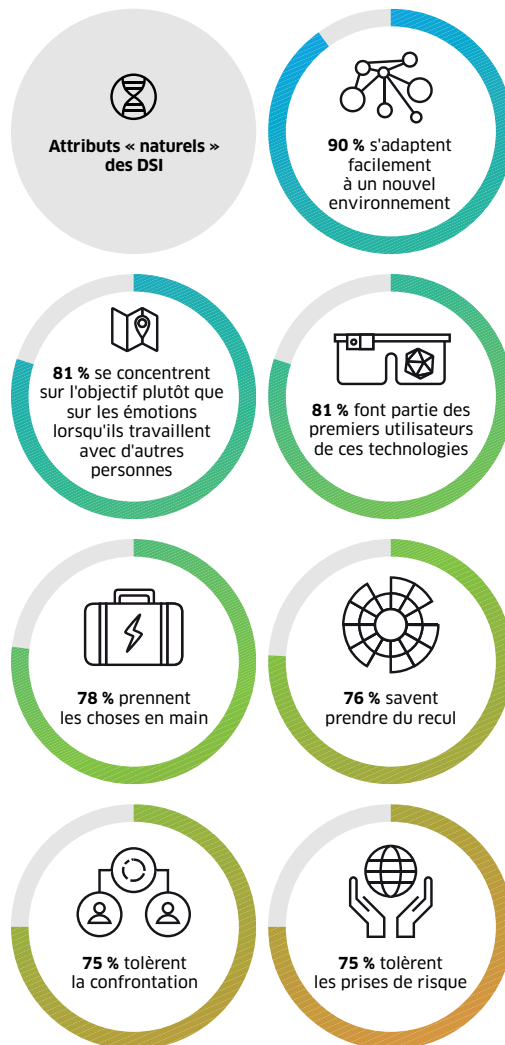 Attributs « naturels »
des DSI
90 % s'adaptent
facilement
à un nouvel
environnement
81 % se concentrent
sur l'objectif plutôt que
sur les émotions
lorsqu'ils travaillent
avec d'autres
personnes
81 % font partie des
premiers utilisateurs
de ces technologies
78 % prennent
les choses en main
76 % savent
prendre du recul
75 % tolèrent
la confrontation
75 % tolèrent
les prises de risque